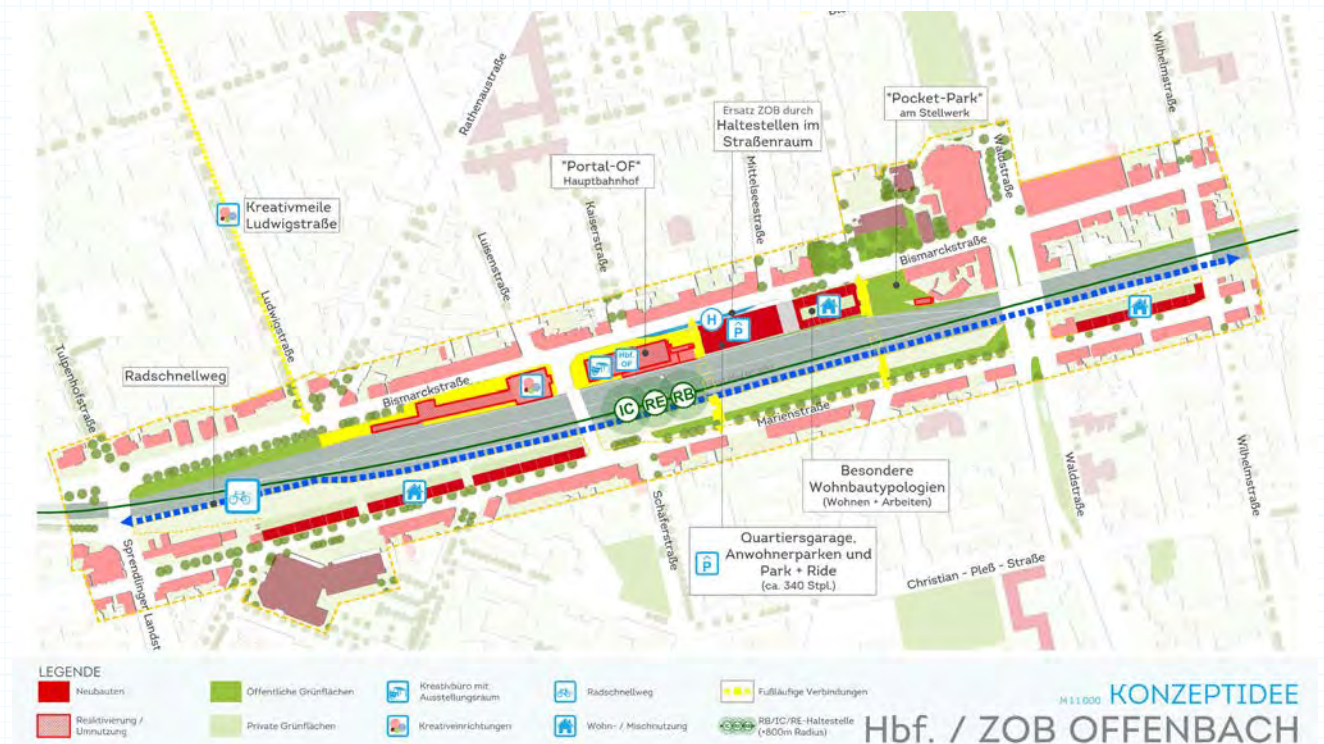 Rathenaustraße
Wilhelmstraße
"Pocket-Park"
am Stellwerk
Ersatz ZOB durch
Haltestellen im
Straßenraum
"Portal-OF"
Hauptbahnhof
Mittelseestraße
Waldstraße
Kreativmeile
Ludwigstraße
Kaiserstraße
Luisenstraße
Bismarckstraße
Ludwigstraße
H
P
Hbf.
OF
Tulpenhofstraße
Radschnellweg
Bismarckstraße
IC
RE
RB
Marienstraße
Besondere
Wohnbautypologien
(Wohnen + Arbeiten)
Waldstraße
Wilhelmstraße
Schäferstraße
Sprendlinger Landst
P
Quartiersgarage,
Anwohnerparken und
Park + Ride
(ca. 340 Stpl.)
Christian - Pleß - Straße
LEGENDE
Neubauten
Öffentliche Grünflächen
Kreativbüro mit
Ausstellungsraum
Radschnellweg
Fußläufige Verbindungen
Reaktivierung /
Umnutzung
Private Grünflächen
Kreativeinrichtungen
Wohn- / Mischnutzung
RB/IC/RE-Haltestelle
(+800m Radius)
M 1:1000 KONZEPTIDEE
Hbf. / ZOB OFFENBACH